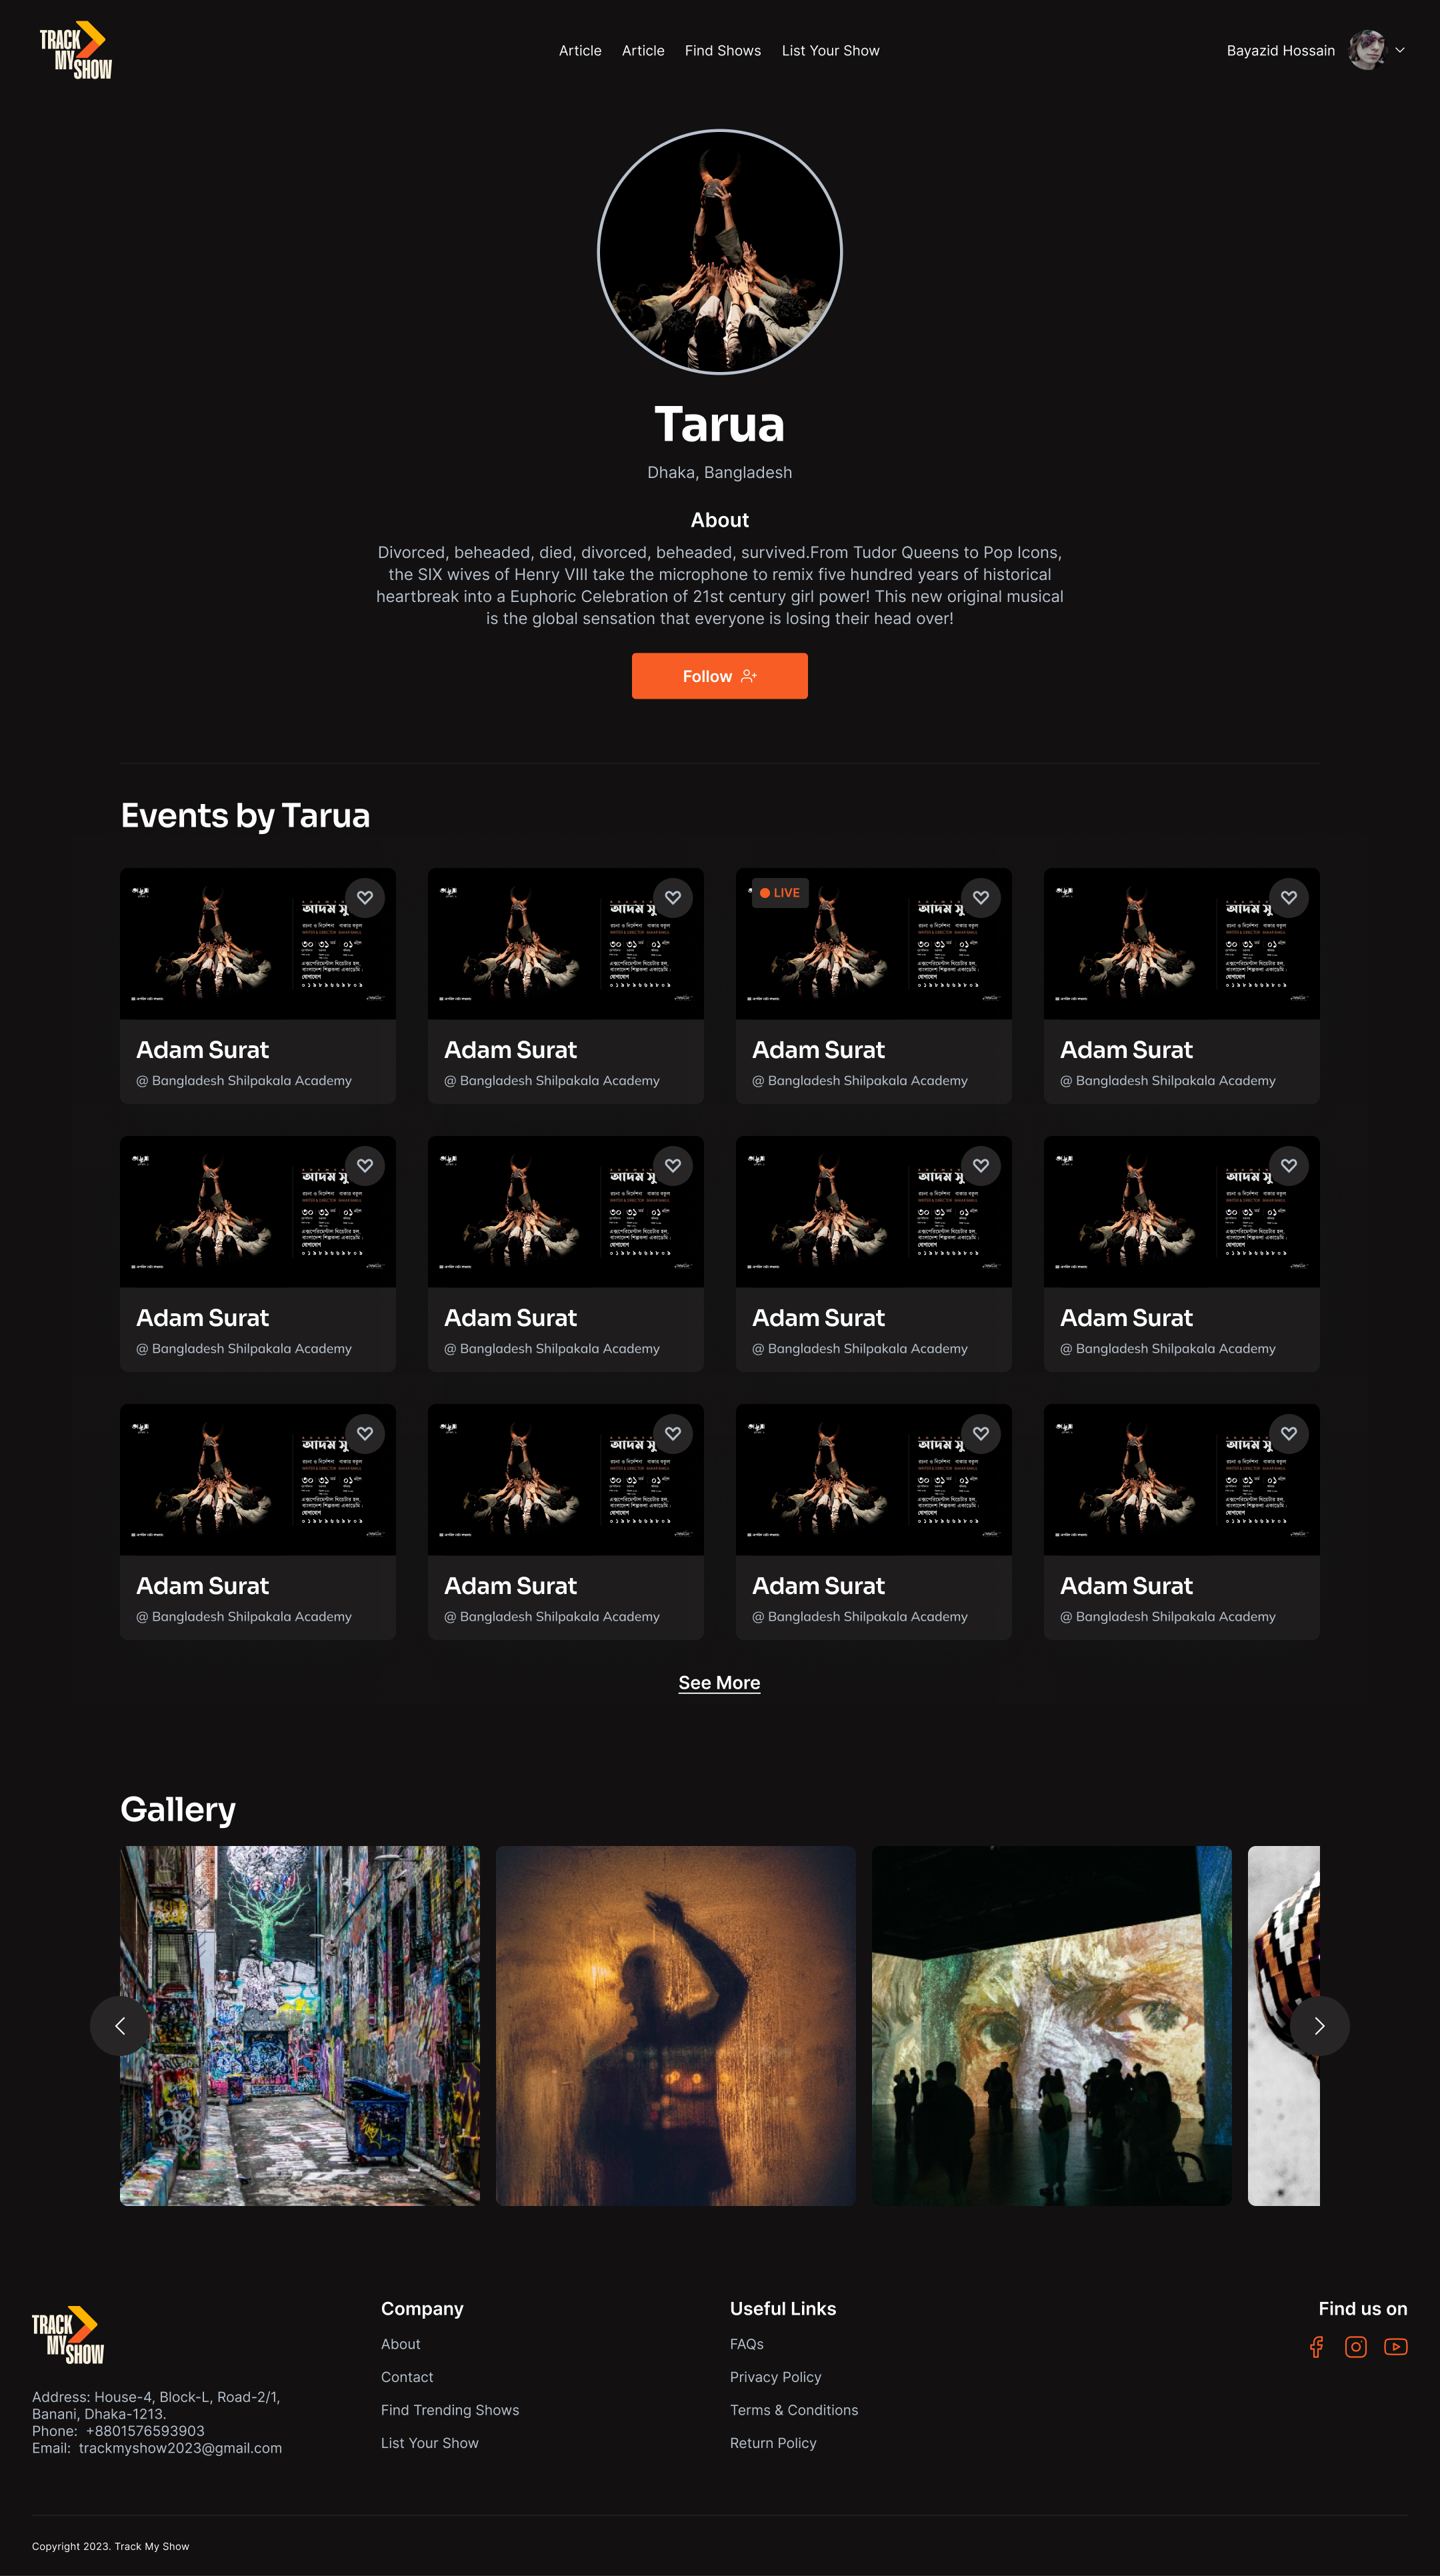 TRACK
MY
SHOW
Article
Article
Find Shows
List Your Show
Bayazid Hossain
Tarua
Dhaka, Bangladesh
About
Divorced, beheaded, died, divorced, beheaded, survived.From Tudor Queens to Pop Icons,
the SIX wives of Henry VIII take the microphone to remix five hundred years of historical
heartbreak into a Euphoric Celebration of 21st century girl power! This new original musical
is the global sensation that everyone is losing their head over!
Follow
Events by Tarua
Adam Surat
@ Bangladesh Shilpakala Academy
Adam Surat
@ Bangladesh Shilpakala Academy
LIVE
Adam Surat
@ Bangladesh Shilpakala Academy
Adam Surat
@ Bangladesh Shilpakala Academy
Adam Surat
@ Bangladesh Shilpakala Academy
Adam Surat
@ Bangladesh Shilpakala Academy
Adam Surat
@ Bangladesh Shilpakala Academy
Adam Surat
@ Bangladesh Shilpakala Academy
Adam Surat
@ Bangladesh Shilpakala Academy
Adam Surat
@ Bangladesh Shilpakala Academy
Adam Surat
@ Bangladesh Shilpakala Academy
Adam Surat
@ Bangladesh Shilpakala Academy
See More
Gallery
TRACK
MY
SHOW
Address: House-4, Block-L, Road-2/1,
Banani, Dhaka-1213.
Phone: +8801576593903
Email: trackmyshow2023@gmail.com
Company
About
Contact
Find Trending Shows
List Your Show
Useful Links
FAQs
Privacy Policy
Terms & Conditions
Return Policy
Find us on
Copyright 2023. Track My Show